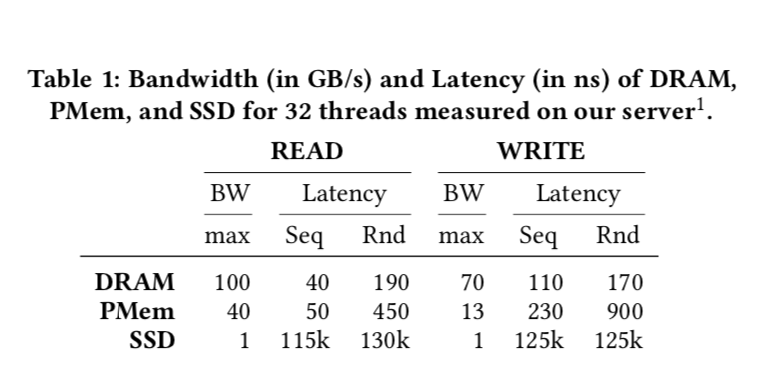 Table 1: Bandwidth (in GB/s) and Latency (in ns) of DRAM,
PMem, and SSD for 32 threads measured on our server¹.
READ WRITE
BW Latency BW Latency
max Seq Rnd max Seq Rnd
DRAM 100 40 190 70 110 170
PMem 40 50 450 13 230 900
SSD 1 115k 130k 1 125k 125k